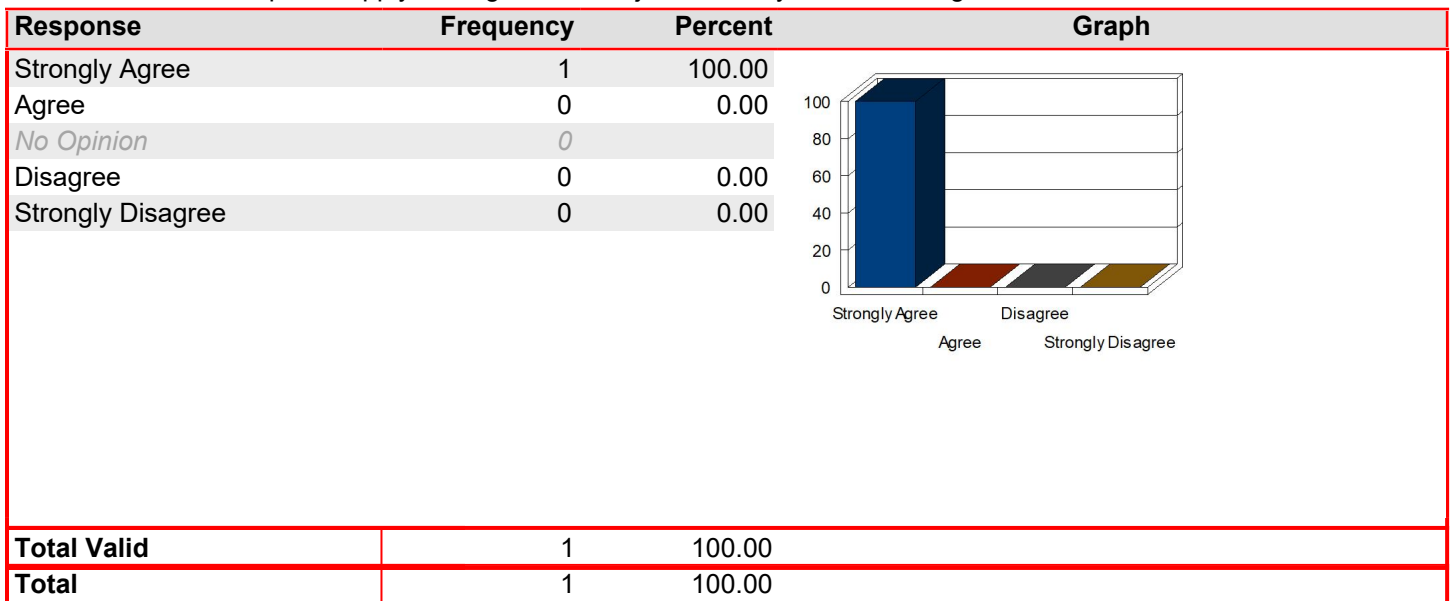 Response Frequency Percent Graph
Strongly Agree 1 100.00
Agree 0 0.00
No Opinion 0
Disagree 0 0.00
Strongly Disagree 0 0.00
100
80
60
40
20
0
Strongly Agree Disagree
Agree Strongly Disagree
Total Valid 1 100.00
Total 1 100.00